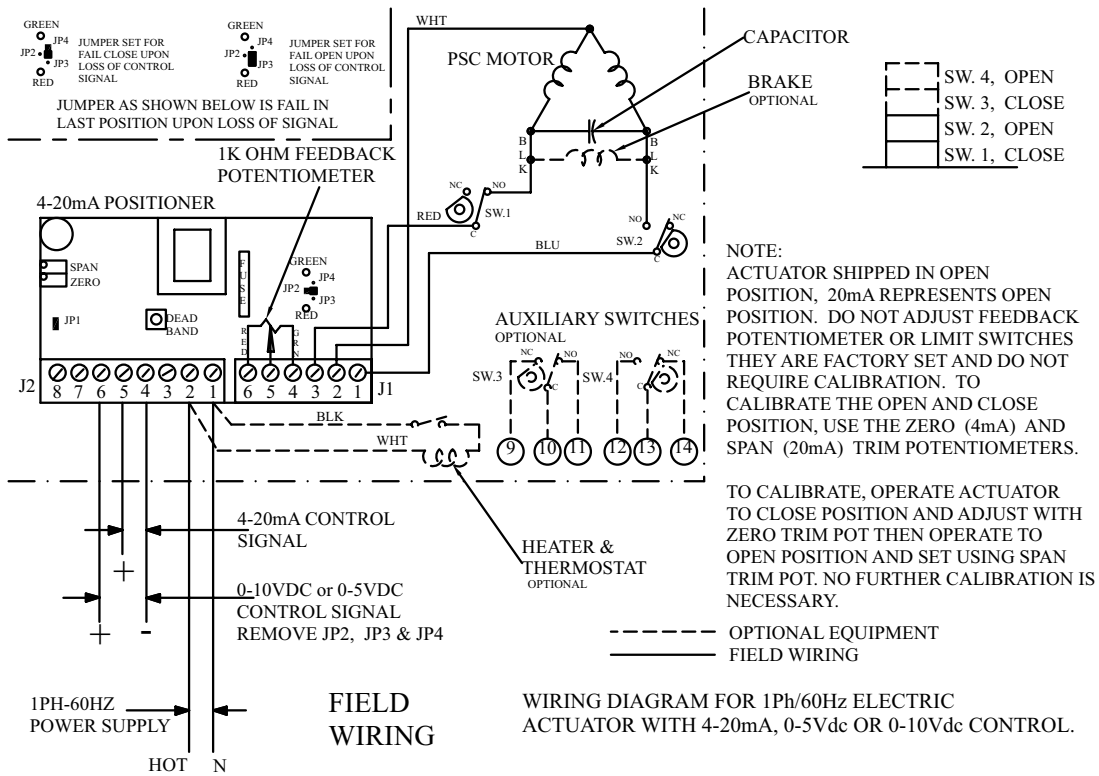 GREEN
JP4
JP2
JP3
RED
JUMPER SET FOR
FAIL CLOSE UPON
LOSS OF CONTROL
SIGNAL
GREEN
JP4
JP2
JP3
RED
JUMPER SET FOR
FAIL OPEN UPON
LOSS OF CONTROL
SIGNAL
JUMPER AS SHOWN BELOW IS FAIL IN
LAST POSITION UPON LOSS OF SIGNAL
WHT
PSC MOTOR
CAPACITOR
BRAKE
OPTIONAL
BLK
BLK
SW. 4, OPEN
SW. 3, CLOSE
SW. 2, OPEN
SW. 1, CLOSE
1K OHM FEEDBACK
POTENTIOMETER
NC
NO
RED
SW.1
C
NO
NC
BLU
SW.2
C
4-20mA POSITIONER
SPAN
ZERO
JP1
DEAD
BAND
FUSE
GREEN
JP4
JP2
JP3
RED
RED
GRN
J2
8 7 6 5 4 3 2 1
6 5 4 3 2 1
J1
AUXILIARY SWITCHES
OPTIONAL
NC
NO
SW.3
C
NO
NC
SW.4
C
9 10 11 12 13 14
BLK
WHT
HEATER &
THERMOSTAT
OPTIONAL
NOTE:
ACTUATOR SHIPPED IN OPEN
POSITION, 20mA REPRESENTS OPEN
POSITION. DO NOT ADJUST FEEDBACK
POTENTIOMETER OR LIMIT SWITCHES
THEY ARE FACTORY SET AND DO NOT
REQUIRE CALIBRATION. TO
CALIBRATE THE OPEN AND CLOSE
POSITION, USE THE ZERO (4mA) AND
SPAN (20mA) TRIM POTENTIOMETERS.
TO CALIBRATE, OPERATE ACTUATOR
TO CLOSE POSITION AND ADJUST WITH
ZERO TRIM POT THEN OPERATE TO
OPEN POSITION AND SET USING SPAN
TRIM POT. NO FURTHER CALIBRATION IS
NECESSARY.
4-20mA CONTROL
SIGNAL
+
0-10VDC or 0-5VDC
CONTROL SIGNAL
REMOVE JP2, JP3 & JP4
+ -
OPTIONAL EQUIPMENT
FIELD WIRING
1PH-60HZ
POWER SUPPLY
HOT N
FIELD
WIRING
WIRING DIAGRAM FOR 1Ph/60Hz ELECTRIC
ACTUATOR WITH 4-20mA, 0-5Vdc OR 0-10Vdc CONTROL.